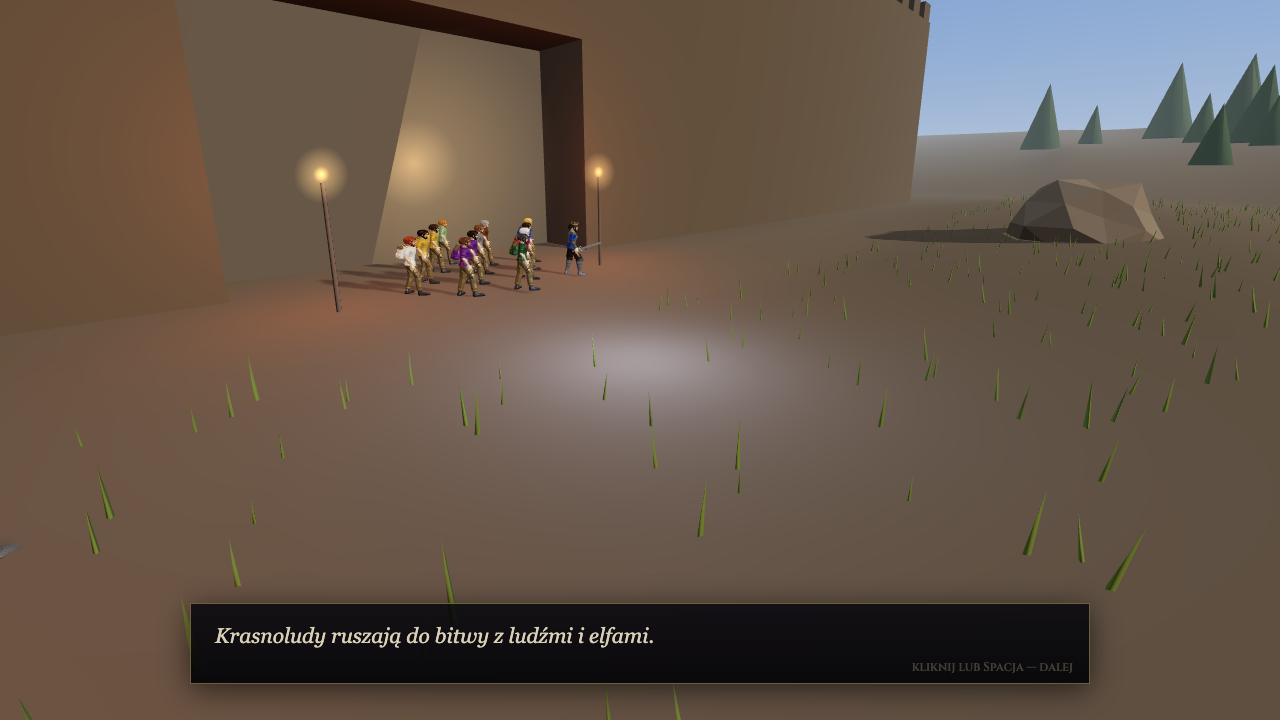 Krasnoludy ruszają do bitwy z ludźmi i elfami.
KLIKNIJ LUB SPACJA — DALEJ